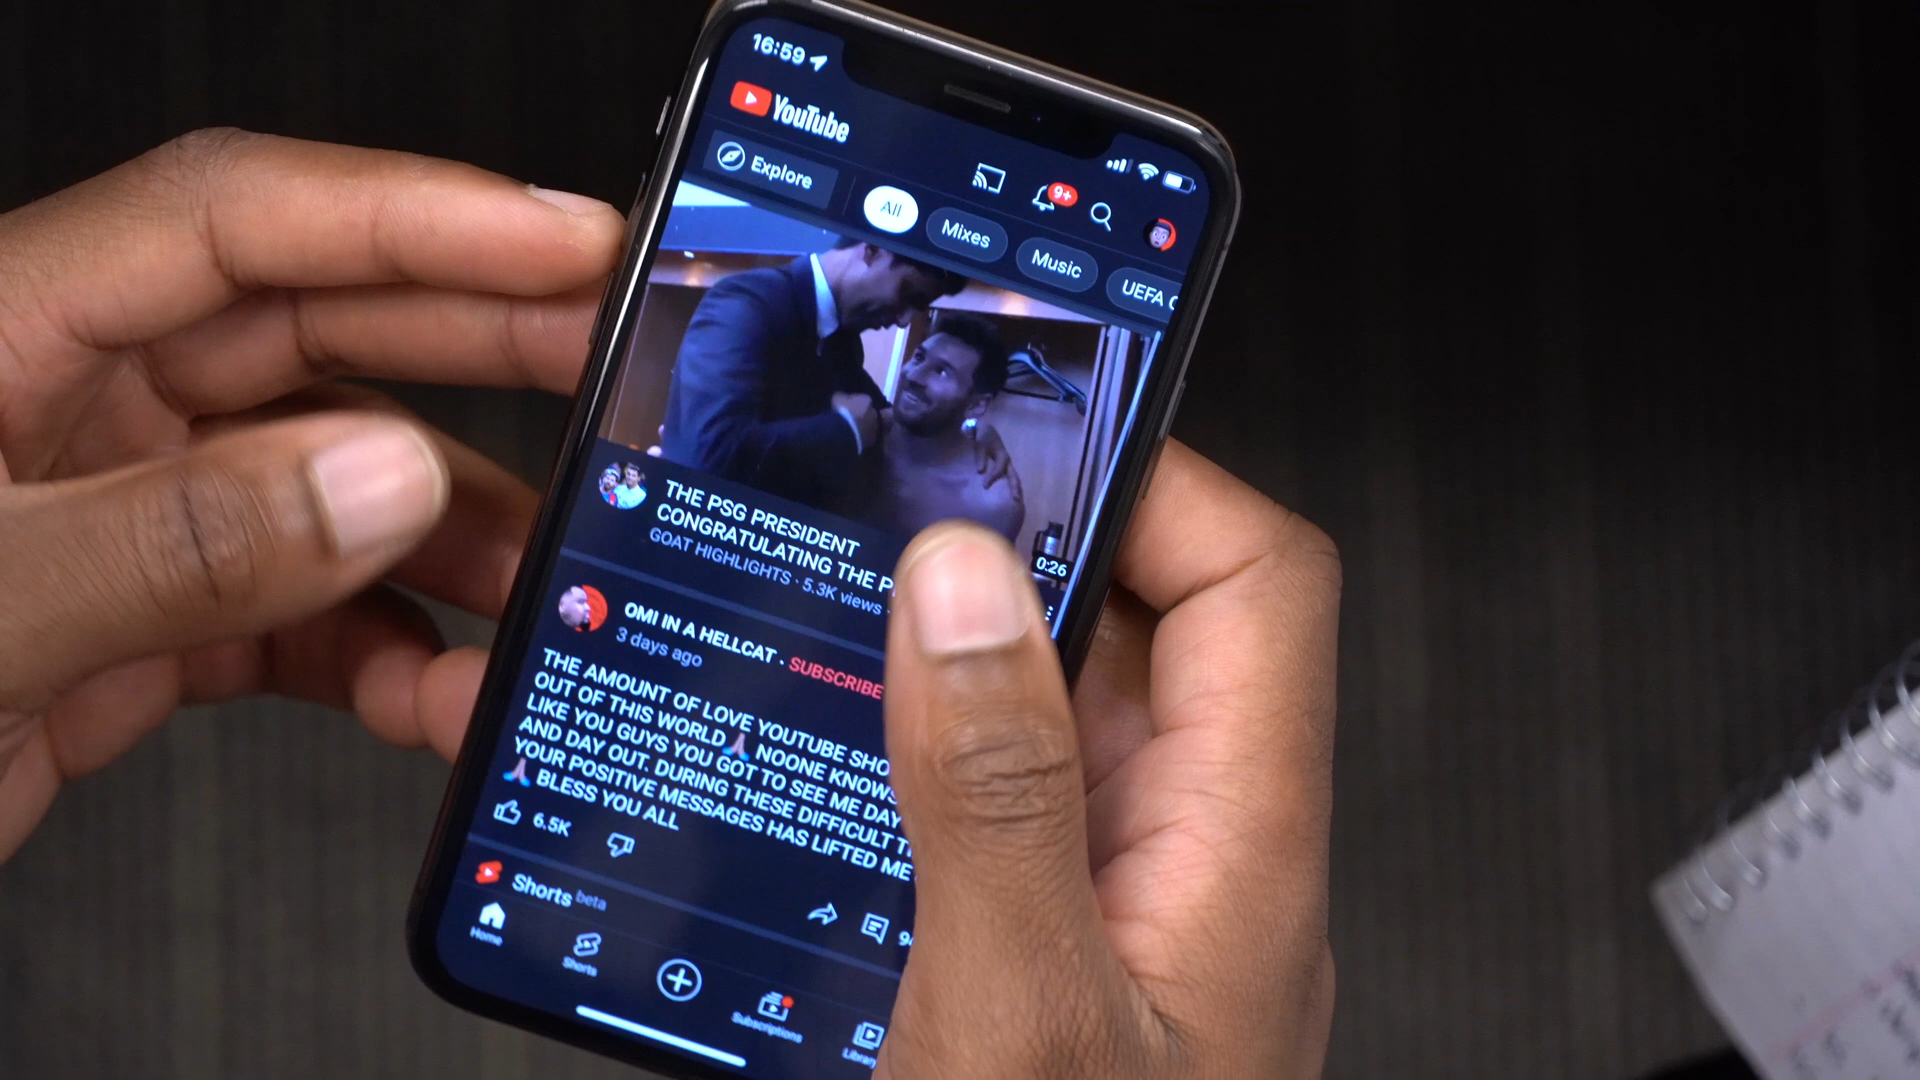 16:59
YouTube
9+
Explore
All
Mixes
Music
UEFA
0:26
THE PSG PRESIDENT
CONGRATULATING THE
GOAT HIGHLIGHTS · 5.3K views
OMI IN A HELLCAT · SUBSCRIBE
3 days ago
THE AMOUNT OF LOVE YOUTUBE
OUT OF THIS WORLD🙏 NOONE KNOWS
LIKE YOU GUYS YOU GOT TO SEE ME DAY
AND DAY OUT. DURING THESE DIFFICULT
YOUR POSITIVE MESSAGES HAS LIFTED ME
🙏 BLESS YOU ALL
6.5K
Shorts beta
Home
Shorts
Subscriptions
Library